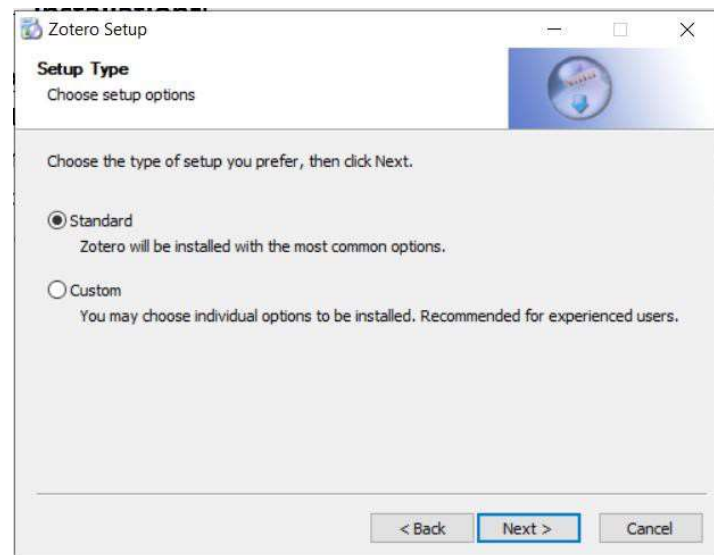 Zotero Setup
Setup Type
Choose setup options
Choose the type of setup you prefer, then click Next.
Standard
Zotero will be installed with the most common options.
Custom
You may choose individual options to be installed. Recommended for experienced users.
< Back
Next >
Cancel